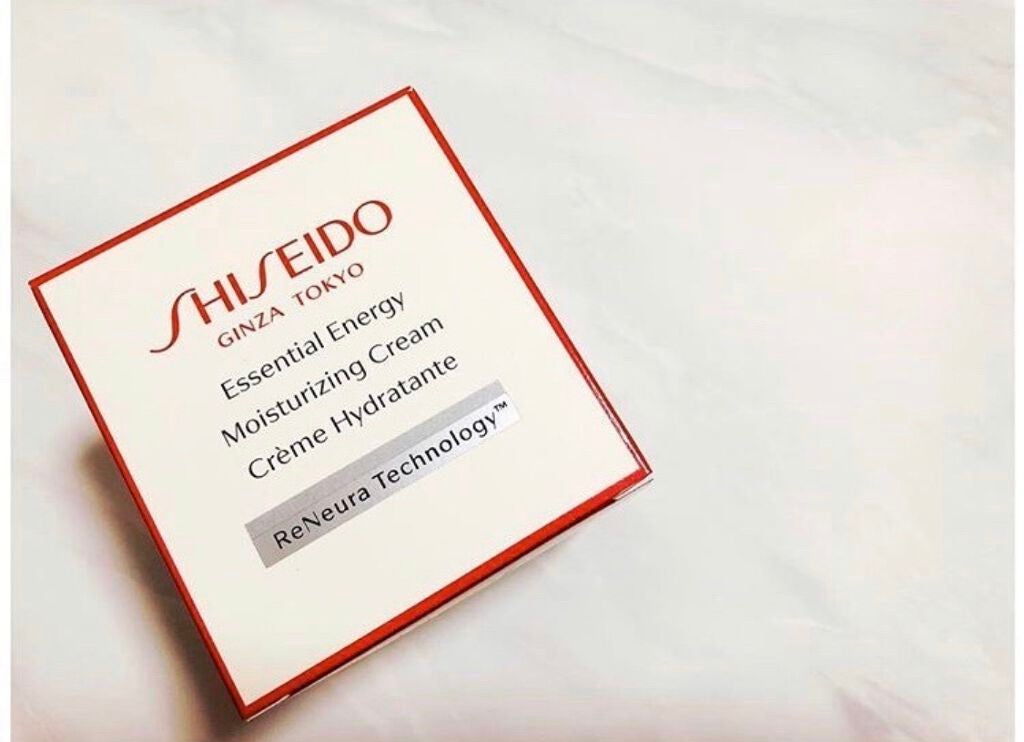 SHISEIDO
GINZA TOKYO
Essential Energy
Moisturizing Cream
Crème Hydratante
ReNeura Technology™